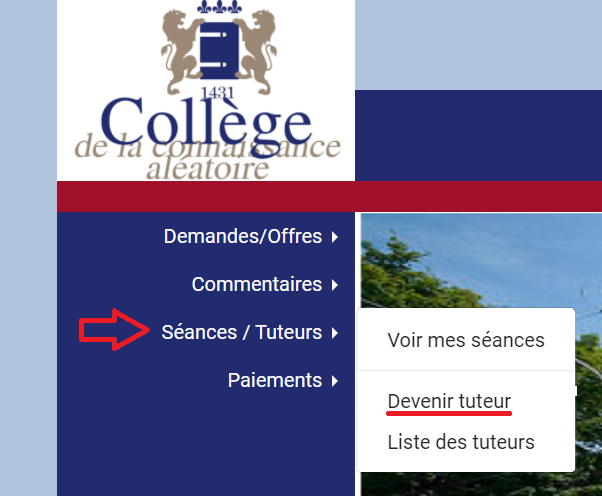 1431
Collège
de la connaissance
aléatoire
Demandes/Offres
Commentaires
Séances / Tuteurs
Paiements
Voir mes séances
Devenir tuteur
Liste des tuteurs